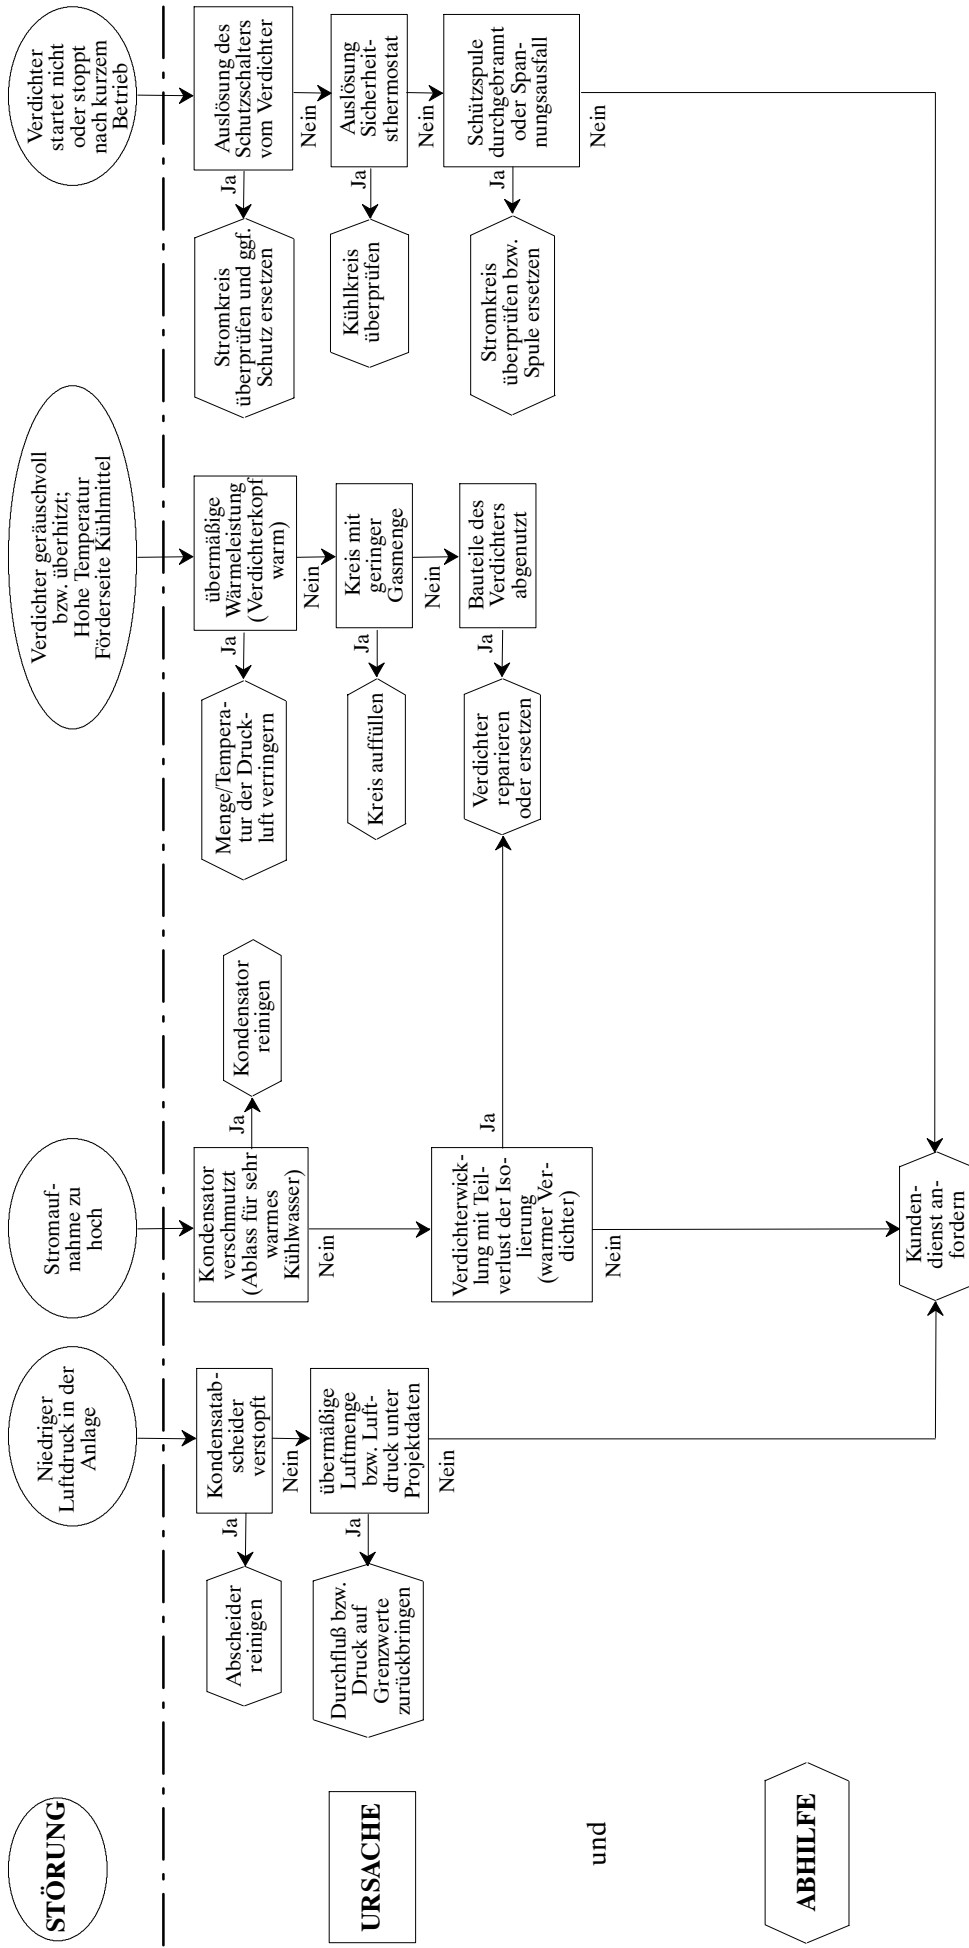 STÖRUNG
Niedriger
Luftdruck in der
Anlage
Stromauf-
nahme zu
hoch
Verdichter geräuschvoll
bzw. überhitzt;
Hohe Temperatur
Förderseite Kühlmittel
Verdichter
startet nicht
oder stoppt
nach kurzem
Betrieb
URSACHE
und
ABHILFE
Kondensatab-
scheider
verstopft
Ja
Nein
Abscheider
reinigen
übermäßige
Luftmenge
bzw. Luft-
druck unter
Projektdaten
Ja
Nein
Durchfluß bzw.
Druck auf
Grenzwerte
zurückbringen
Kondensator
verschmutzt
(Ablass für sehr
warmes
Kühlwasser)
Ja
Nein
Kondensator
reinigen
Verdichterwick-
lung mit Teil-
verlust der Iso-
lierung
(warmer Ver-
dichter)
Ja
Nein
Kunden-
dienst an-
fordern
übermäßige
Wärmeleistung
(Verdichterkopf
warm)
Ja
Nein
Menge/Tempera-
tur der Druck-
luft verringern
Kreis mit
geringer
Gasmenge
Ja
Nein
Kreis auffüllen
Bauteile des
Verdichters
abgenutzt
Ja
Verdichter
reparieren
oder ersetzen
Auslösung des
Schutzschalters
vom Verdichter
Ja
Nein
Stromkreis
überprüfen und ggf.
Schutz ersetzen
Auslösung
Sicherheit-
sthermostat
Ja
Nein
Kühlkreis
überprüfen
Schützspule
durchgebrannt
oder Span-
nungsausfall
Ja
Nein
Stromkreis
überprüfen bzw.
Spule ersetzen